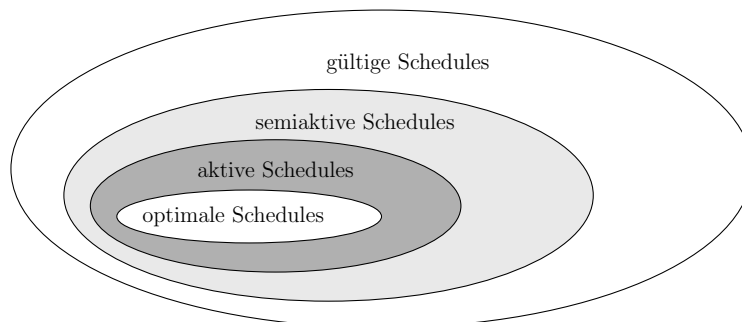 gültige Schedules
semiaktive Schedules
aktive Schedules
optimale Schedules